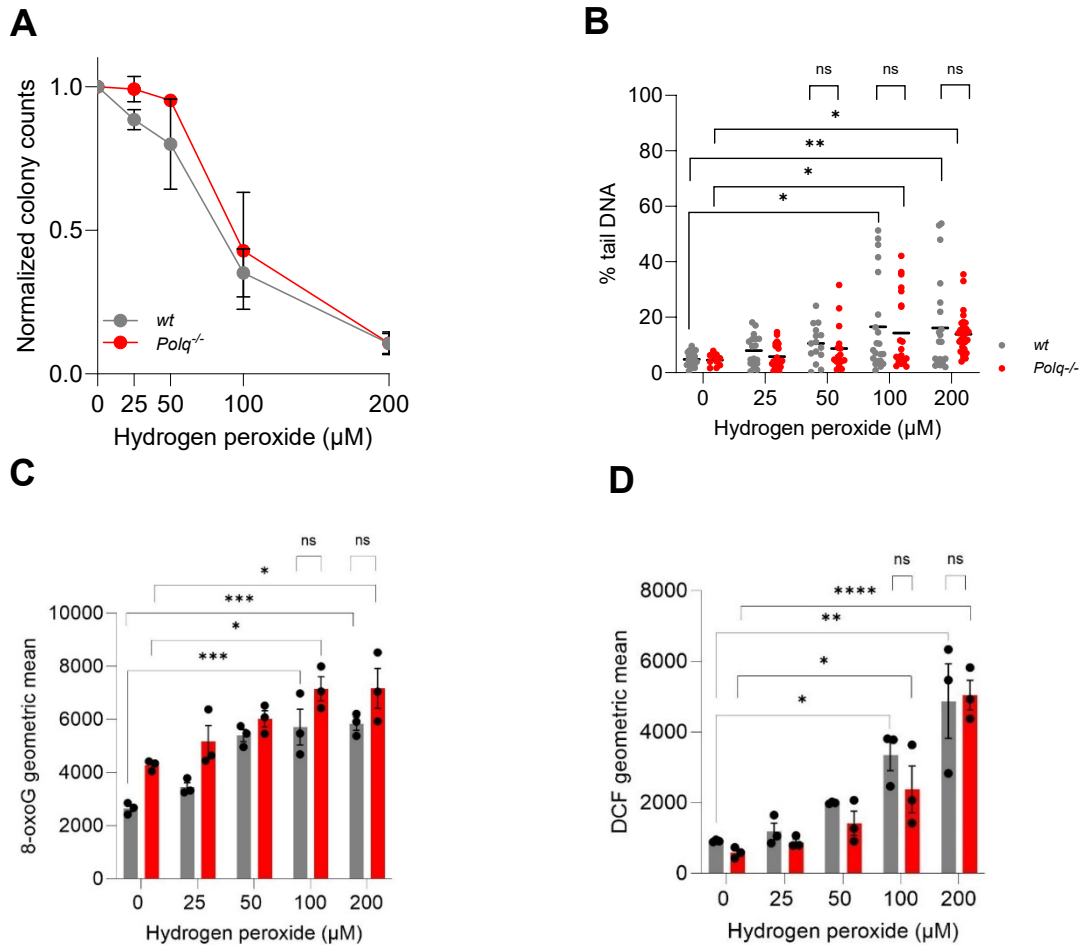 A
Normalized colony counts
1.0
0.5
0.0
wt
Polq-/-
0 25 50 100 200
Hydrogen peroxide (µM)
B
ns ns ns
*
**
*
*
% tail DNA
100
80
60
40
20
0
0 25 50 100 200
Hydrogen peroxide (µM)
wt
Polq-/-
C
ns ns
*
***
*
***
8-oxoG geometric mean
10000
8000
6000
4000
2000
0
0 25 50 100 200
Hydrogen peroxide (µM)
D
ns ns
****
**
*
*
DCF geometric mean
8000
6000
4000
2000
0
0 25 50 100 200
Hydrogen peroxide (µM)